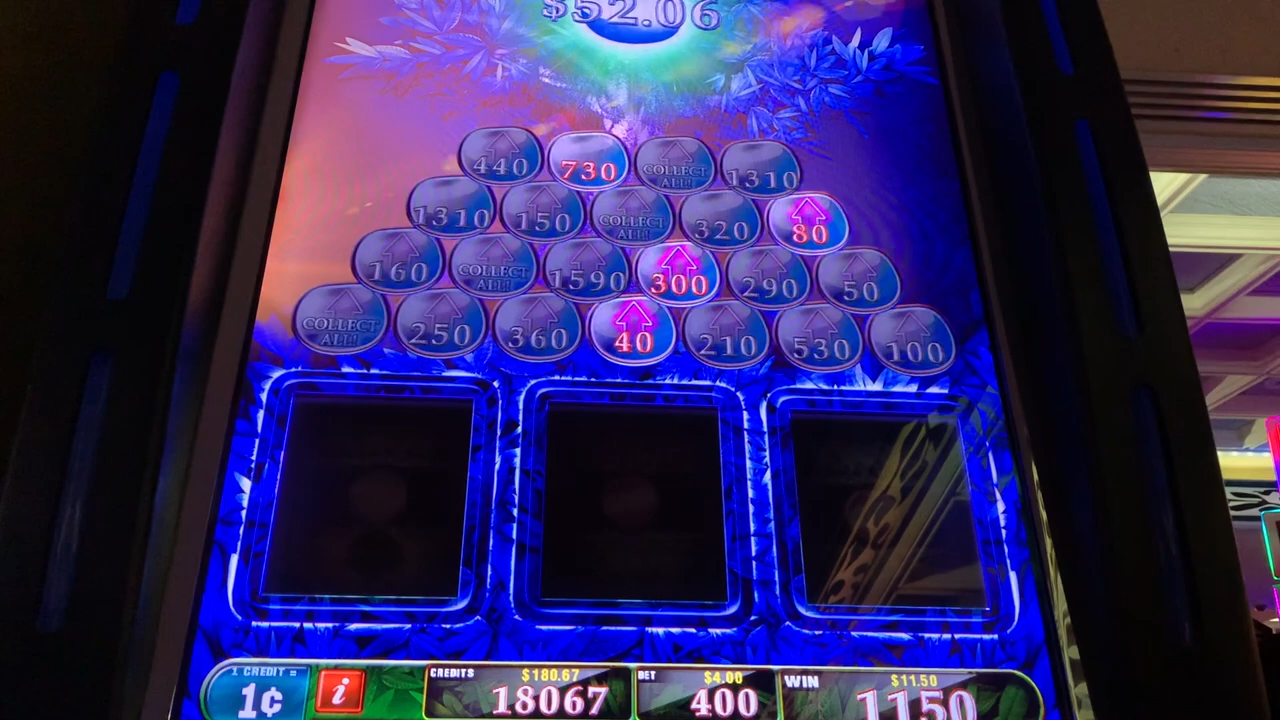 $52.06
440 730 COLLECT ALL! 1310
1310 150 COLLECT ALL! 320 80
160 COLLECT ALL! 1590 300 290 50
COLLECT ALL! 250 360 40 210 530 100
1 CREDIT =
1¢
i
CREDITS $180.67
18067
BET $4.00
400
WIN $11.50
1150